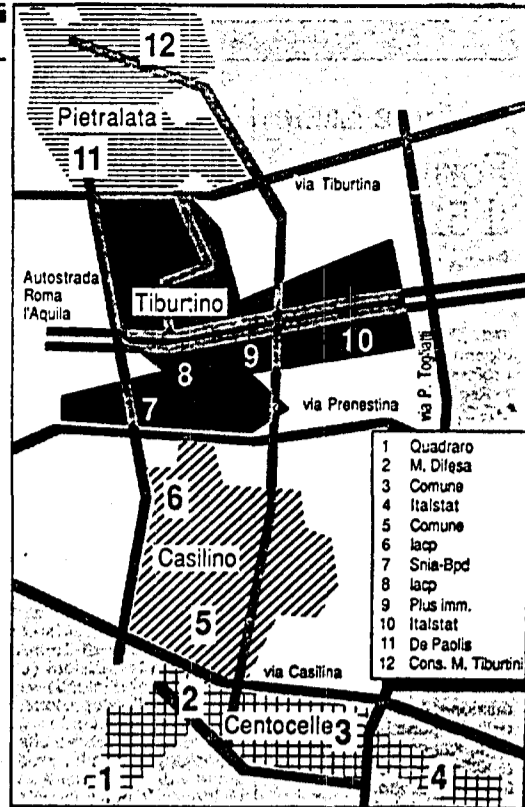 12
Pietralata
11
via Tiburtina
Autostrada
Roma
l'Aquila
Tiburtino
10
9
8
via P. Togliatti
7
via Prenestina
6
Casilino
5
via Casilina
2
Centocelle
3
1
4
1 Quadraro
2 M. Difesa
3 Comune
4 Italstat
5 Comune
6 Iacp
7 Snia-Bpd
8 Iacp
9 Plus imm.
10 Italstat
11 De Paolis
12 Cons. M. Tiburtini